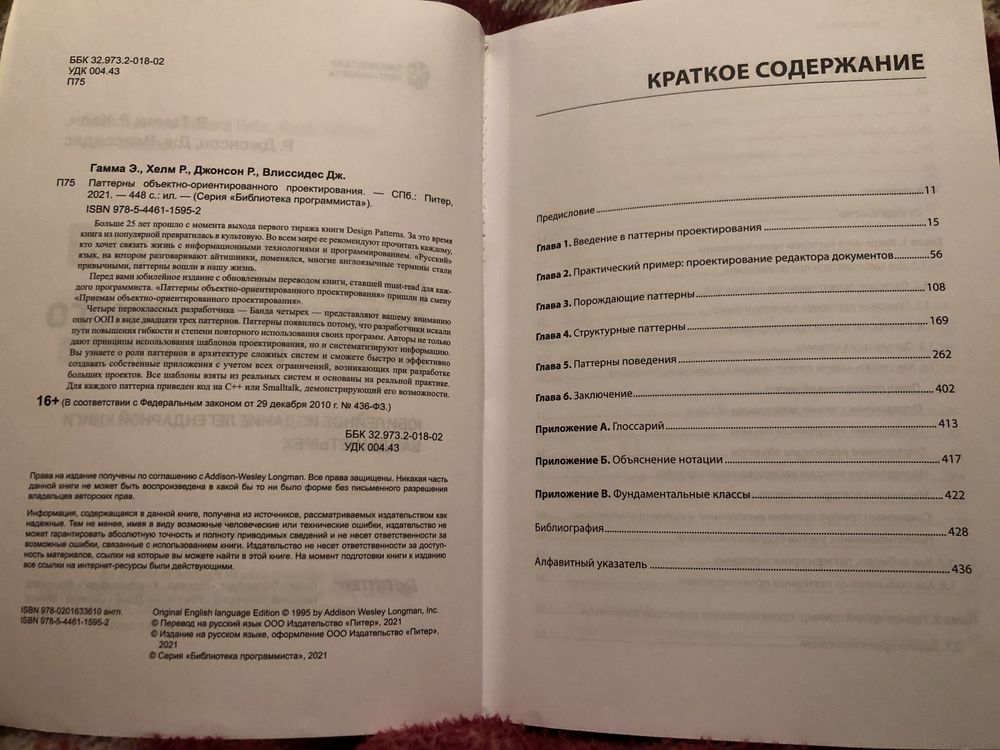 ББК 32.973.2-018-02
УДК 004.43
П75
Гамма Э., Хелм Р., Джонсон Р., Влиссидес Дж.
П75 Паттерны объектно-ориентированного проектирования. — СПб.: Питер,
2021. — 448 с.: ил. — (Серия «Библиотека программиста»).
ISBN 978-5-4461-1595-2
Больше 25 лет прошло с момента выхода первого тиража книги Design Patterns. За это время
книга из популярной превратилась в культовую. Во всем мире ее рекомендуют прочитать каждому,
кто хочет связать жизнь с информационными технологиями и программированием. «Русский»
язык, на котором разговаривают айтишники, поменялся, многие англоязычные термины стали
привычными, паттерны вошли в нашу жизнь.
Перед вами юбилейное издание с обновленным переводом книги, ставшей must-read для каж-
дого программиста. «Паттерны объектно-ориентированного проектирования» пришли на смену
«Приемам объектно-ориентированного проектирования».
Четыре первоклассных разработчика — Банда четырех — представляют вашему вниманию
опыт ООП в виде двадцати трех паттернов. Паттерны появились потому, что разработчики искали
пути повышения гибкости и степени повторного использования своих программ. Авторы не только
дают принципы использования шаблонов проектирования, но и систематизируют информацию.
Вы узнаете о роли паттернов в архитектуре сложных систем и сможете быстро и эффективно
создавать собственные приложения с учетом всех ограничений, возникающих при разработке
больших проектов. Все шаблоны взяты из реальных систем и основаны на реальной практике.
Для каждого паттерна приведен код на C++ или Smalltalk, демонстрирующий его возможности.
16+ (В соответствии с Федеральным законом от 29 декабря 2010 г. № 436-ФЗ.)
ББК 32.973.2-018-02
УДК 004.43
Права на издание получены по соглашению с Addison-Wesley Longman. Все права защищены. Никакая часть
данной книги не может быть воспроизведена в какой бы то ни было форме без письменного разрешения
владельцев авторских прав.
Информация, содержащаяся в данной книге, получена из источников, рассматриваемых издательством как
надежные. Тем не менее, имея в виду возможные человеческие или технические ошибки, издательство не
может гарантировать абсолютную точность и полноту приводимых сведений и не несет ответственности за
возможные ошибки, связанные с использованием книги. Издательство не несет ответственности за доступ-
ность материалов, ссылки на которые вы можете найти в этой книге. На момент подготовки книги к изданию
все ссылки на интернет-ресурсы были действующими.
ISBN 978-0201633610 англ. Original English language Edition © 1995 by Addison Wesley Longman, Inc.
ISBN 978-5-4461-1595-2 © Перевод на русский язык ООО Издательство «Питер», 2021
© Издание на русском языке, оформление ООО Издательство «Питер»,
2021
© Серия «Библиотека программиста», 2021
КРАТКОЕ СОДЕРЖАНИЕ
Предисловие 11
Глава 1. Введение в паттерны проектирования 15
Глава 2. Практический пример: проектирование редактора документов 56
Глава 3. Порождающие паттерны 108
Глава 4. Структурные паттерны 169
Глава 5. Паттерны поведения 262
Глава 6. Заключение 402
Приложение А. Глоссарий 413
Приложение Б. Объяснение нотации 417
Приложение В. Фундаментальные классы 422
Библиография 428
Алфавитный указатель 436